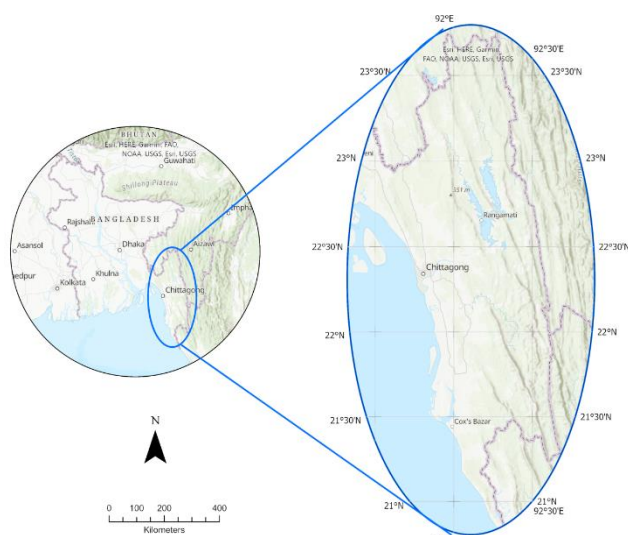 92°E
Esri, HERE, Garmin,
FAO, NOAA, USGS, Esri, USGS
92°30'E
23°30'N
23°30'N
BHUTAN
Esri, HERE, Garmin, FAO,
NOAA, USGS, Esri, USGS
Guwahati
Shillong Plateau
Rajshahi
BANGLADESH
Asansol
Dhaka
Aizawl
Khulna
Kolkata
Chittagong
23°N
23°N
Rangamati
22°30'N
22°30'N
Chittagong
22°N
22°N
21°30'N
21°30'N
Cox's Bazar
21°N
21°N
92°30'E
N
0 100 200 400
Kilometers